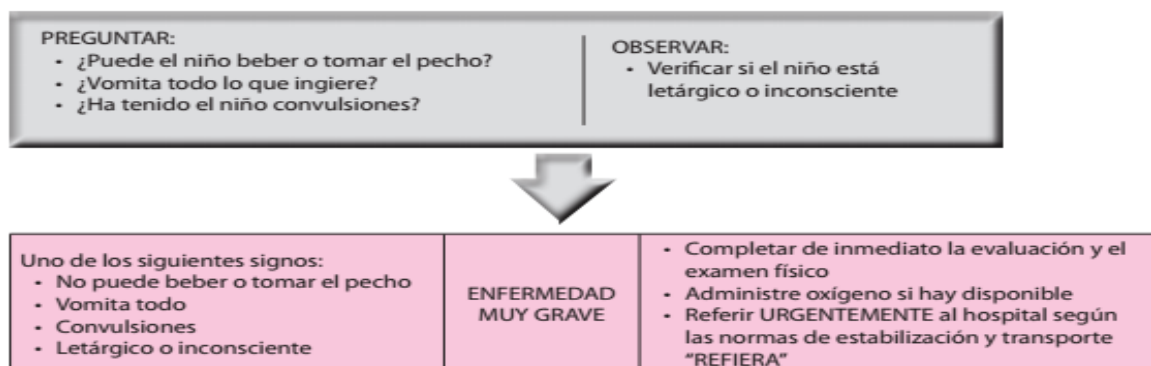 PREGUNTAR:
• ¿Puede el niño beber o tomar el pecho?
• ¿Vomita todo lo que ingiere?
• ¿Ha tenido el niño convulsiones?
OBSERVAR:
• Verificar si el niño está
letárgico o inconsciente
Uno de los siguientes signos:
• No puede beber o tomar el pecho
• Vomita todo
• Convulsiones
• Letárgico o inconsciente
ENFERMEDAD
MUY GRAVE
• Completar de inmediato la evaluación y el
examen físico
• Administre oxígeno si hay disponible
• Referir URGENTEMENTE al hospital según
las normas de estabilización y transporte
“REFIERA”